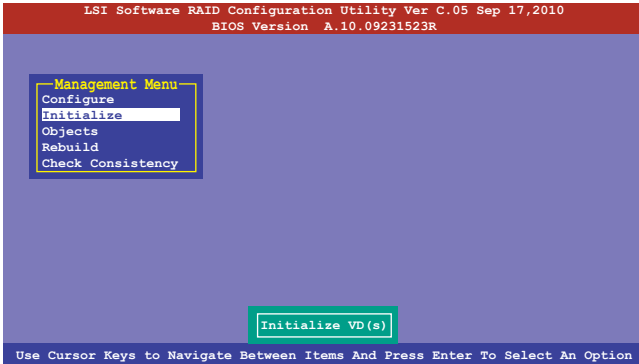 LSI Software RAID Configuration Utility Ver C.05 Sep 17,2010
BIOS Version A.10.09231523R
Management Menu
Configure
Initialize
Objects
Rebuild
Check Consistency
Initialize VD(s)
Use Cursor Keys to Navigate Between Items And Press Enter To Select An Option